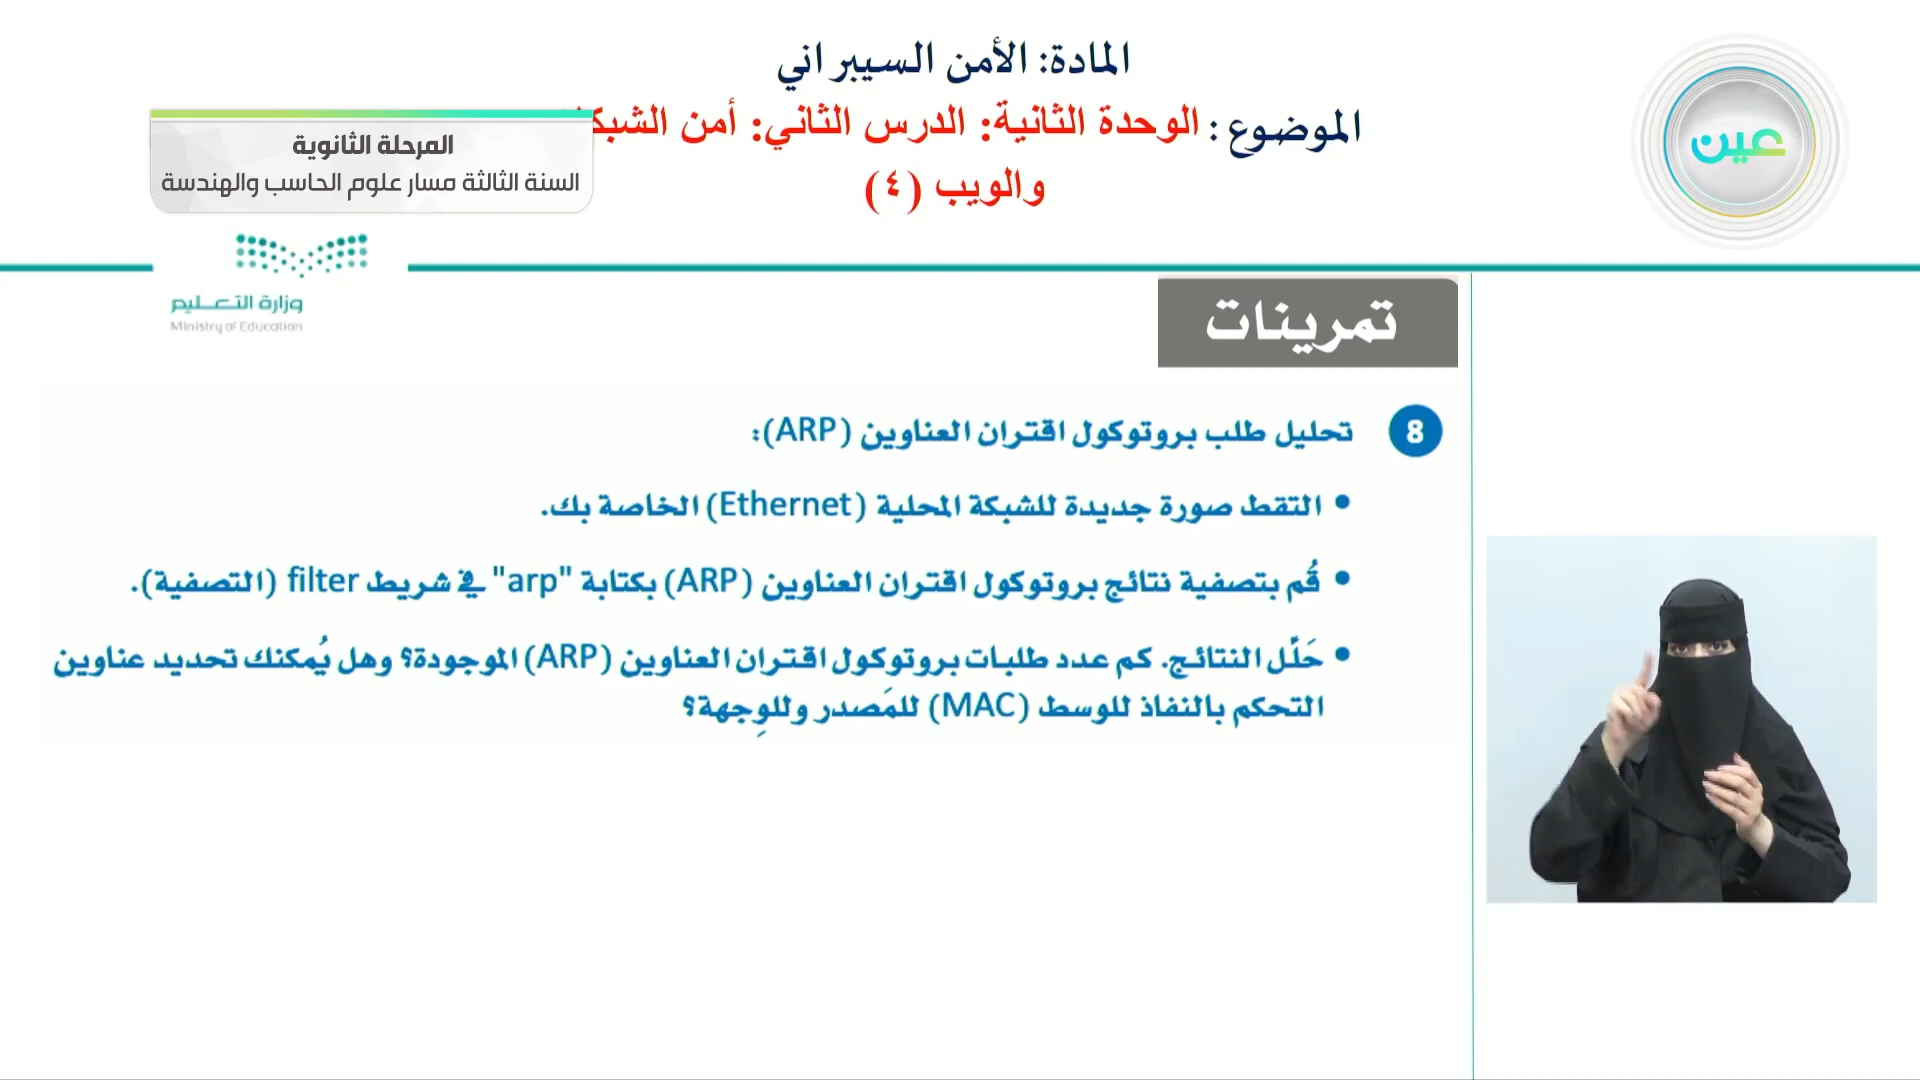 المادة: الأمن السيبراني
الموضوع: الوحدة الثانية: الدرس الثاني: أمن
والويب (٤)
المرحلة الثانوية
السنة الثالثة مسار علوم الحاسب والهندسة
عين
وزارة التعليم
Ministry of Education
تمرينات
8 تحليل طلب بروتوكول اقتران العناوين (ARP):
• التقط صورة جديدة للشبكة المحلية (Ethernet) الخاصة بك.
• قُم بتصفية نتائج بروتوكول اقتران العناوين (ARP) بكتابة "arp" في شريط filter (التصفية).
• حَلِّل النتائج. كم عدد طلبات بروتوكول اقتران العناوين (ARP) الموجودة؟ وهل يُمكنك تحديد عناوين
التحكم بالنفاذ للوسط (MAC) للمَصدر وللوِجهة؟